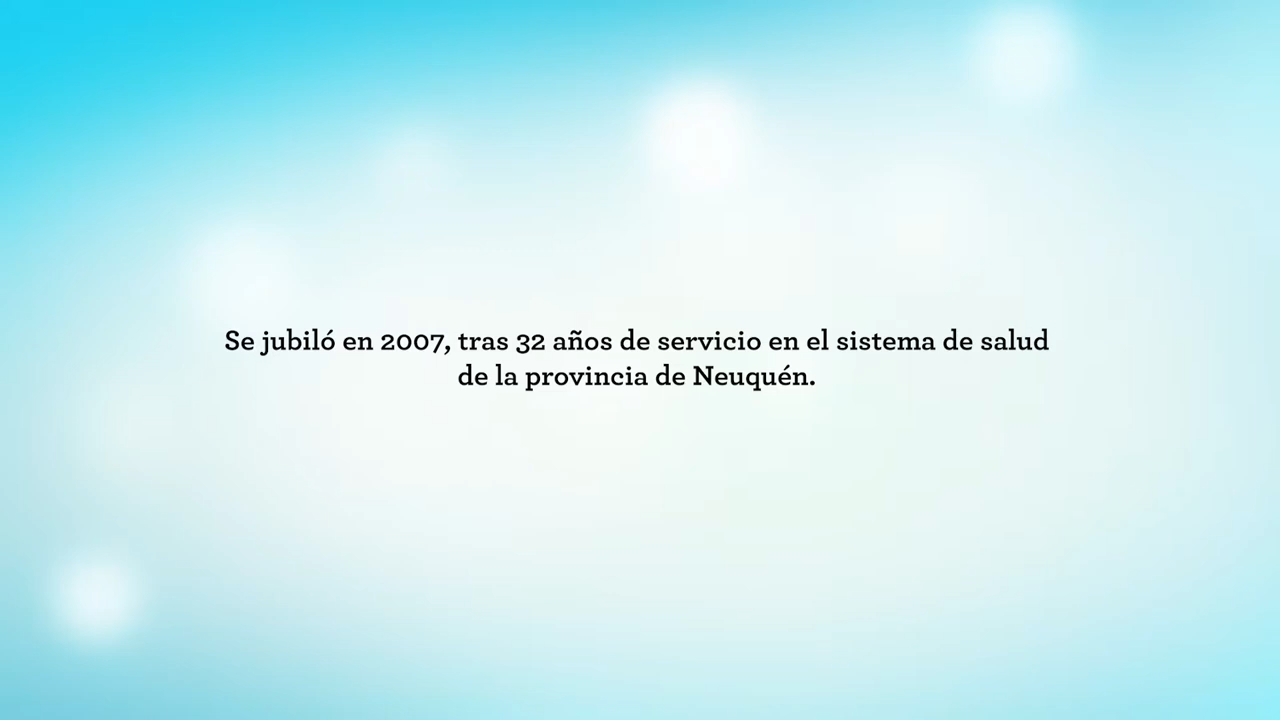 Se jubiló en 2007, tras 32 años de servicio en el sistema de salud
de la provincia de Neuquén.